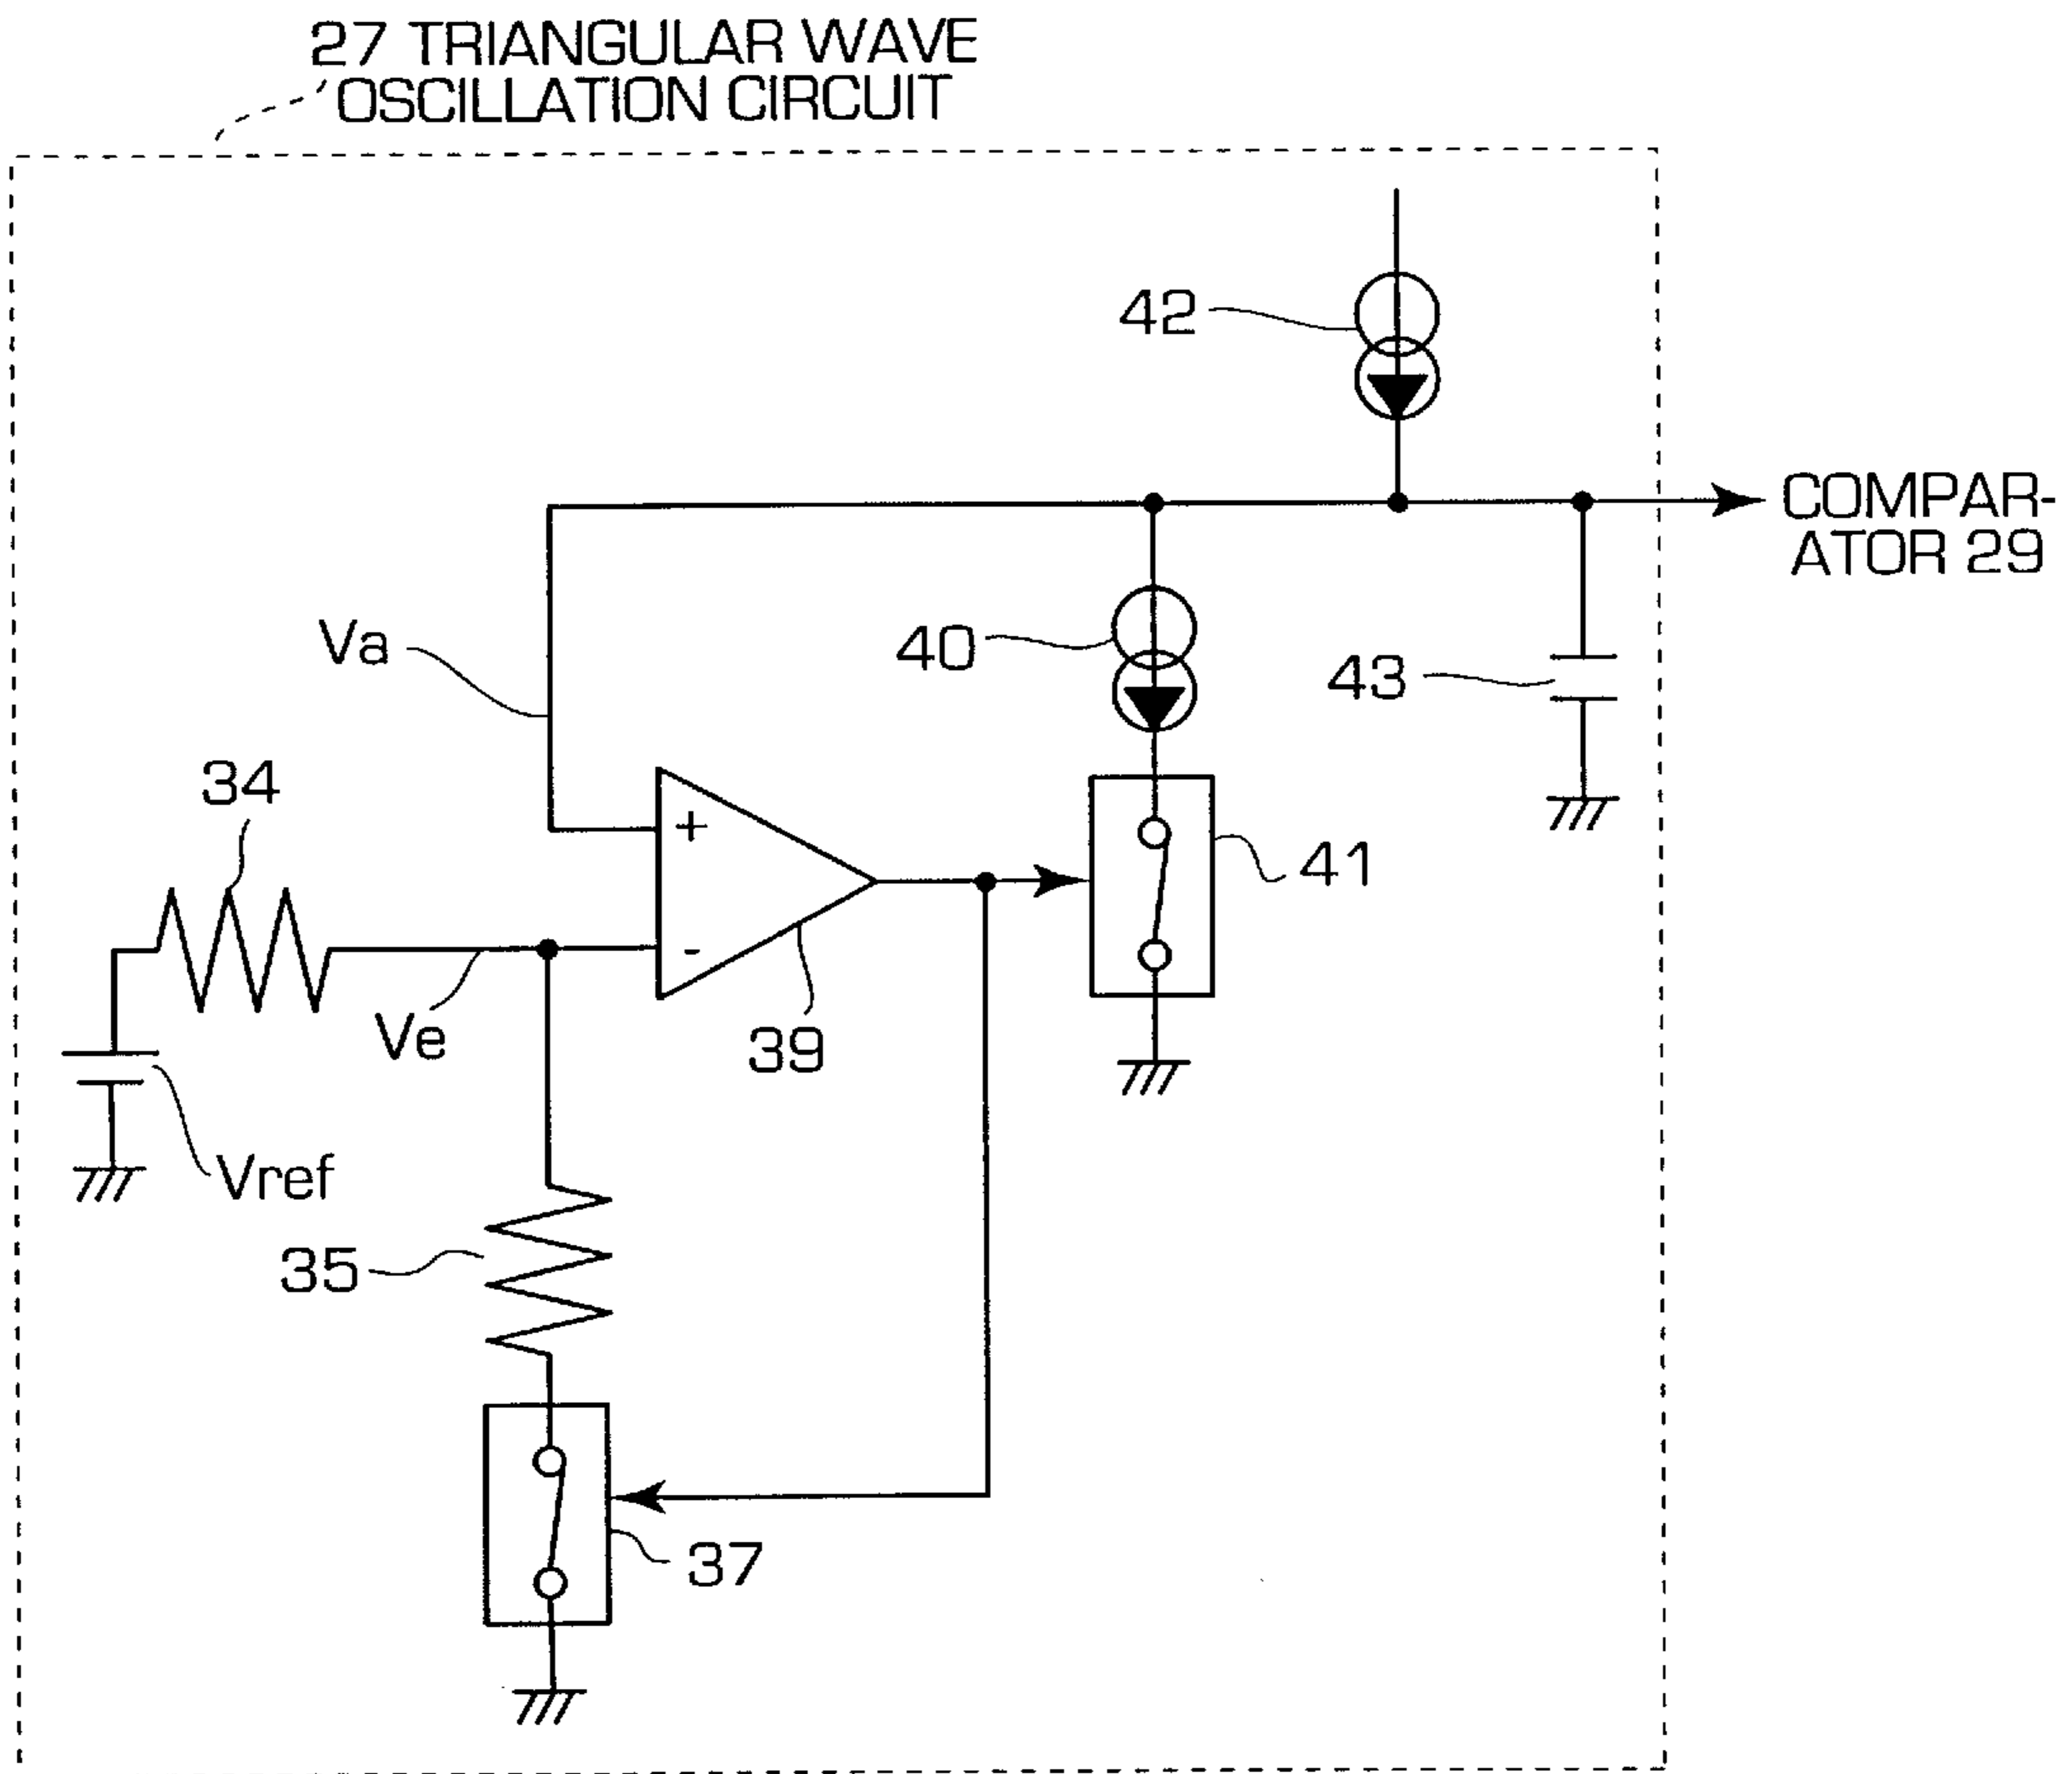 27 TRIANGULAR WAVE
OSCILLATION CIRCUIT
42
COMPAR-
ATOR 29
Va
40
43
34
+
41
-
Ve
39
Vref
35
37